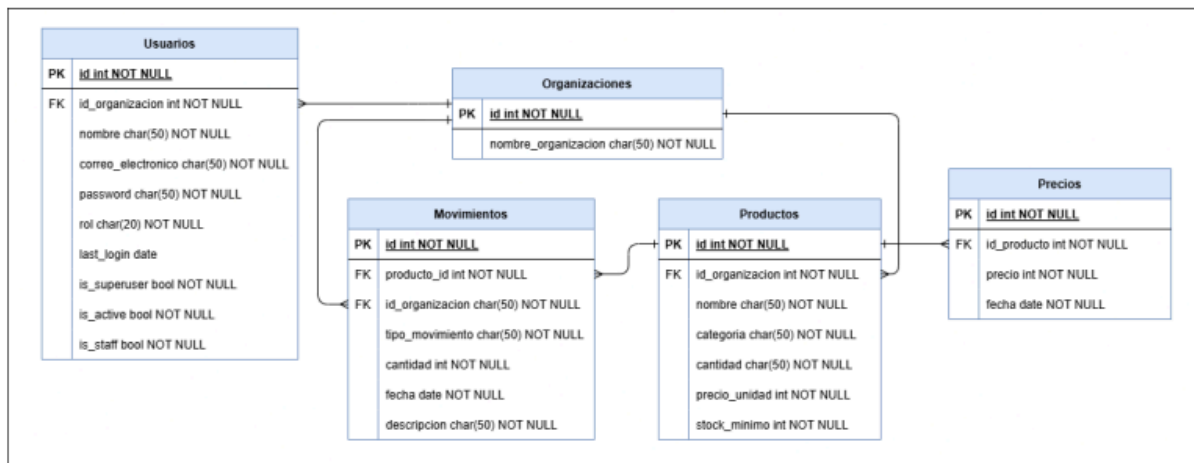 Usuarios
PK id int NOT NULL
FK id_organizacion int NOT NULL
nombre char(50) NOT NULL
correo_electronico char(50) NOT NULL
password char(50) NOT NULL
rol char(20) NOT NULL
last_login date
is_superuser bool NOT NULL
is_active bool NOT NULL
is_staff bool NOT NULL
Organizaciones
PK id int NOT NULL
nombre_organizacion char(50) NOT NULL
Movimientos
PK id int NOT NULL
FK producto_id int NOT NULL
FK id_organizacion char(50) NOT NULL
tipo_movimiento char(50) NOT NULL
cantidad int NOT NULL
fecha date NOT NULL
descripcion char(50) NOT NULL
Productos
PK id int NOT NULL
FK id_organizacion int NOT NULL
nombre char(50) NOT NULL
categoria char(50) NOT NULL
cantidad char(50) NOT NULL
precio_unidad int NOT NULL
stock_minimo int NOT NULL
Precios
PK id int NOT NULL
FK id_producto int NOT NULL
precio int NOT NULL
fecha date NOT NULL